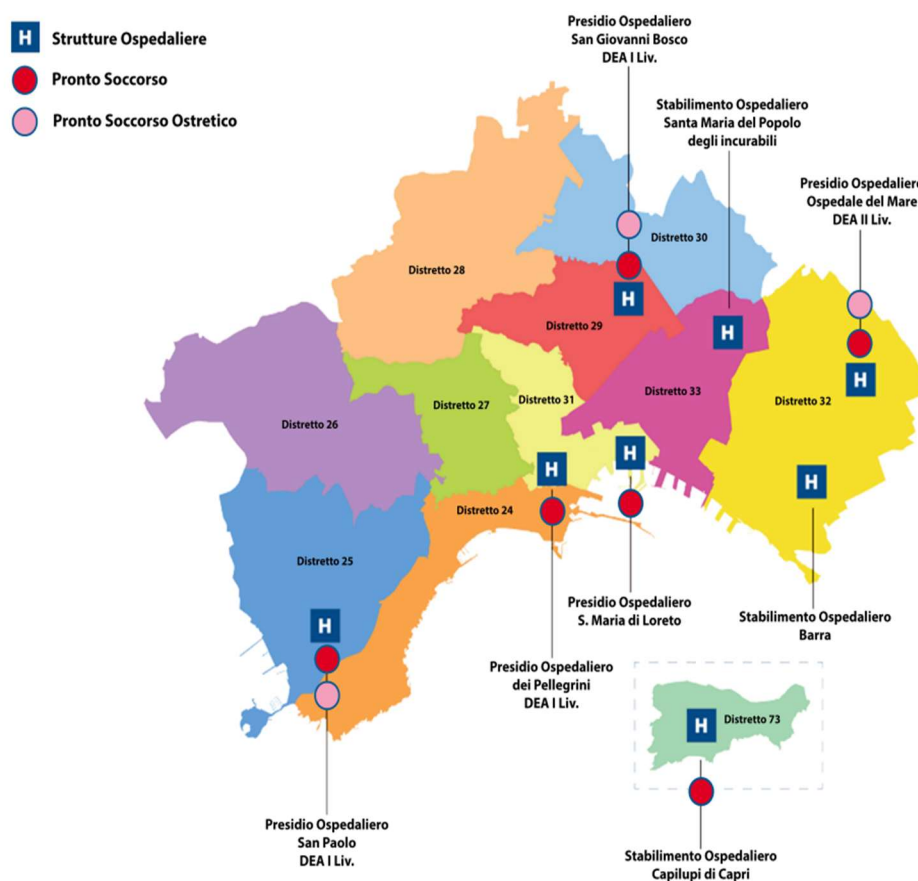 H Strutture Ospedaliere
Pronto Soccorso
Pronto Soccorso Ostretico
Presidio Ospedaliero
San Giovanni Bosco
DEA I Liv.
Stabilimento Ospedaliero
Santa Maria del Popolo
degli incurabili
Presidio Ospedaliero
Ospedale del Mare
DEA II Liv.
Distretto 30
Distretto 28
H
Distretto 29
H
H
Distretto 27
Distretto 31
Distretto 33
Distretto 32
Distretto 26
H
H
H
Distretto 24
Distretto 25
H
Presidio Ospedaliero
S. Maria di Loreto
Stabilimento Ospedaliero
Barra
Presidio Ospedaliero
dei Pellegrini
DEA I Liv.
H
Distretto 73
Presidio Ospedaliero
San Paolo
DEA I Liv.
Stabilimento Ospedaliero
Capilupi di Capri